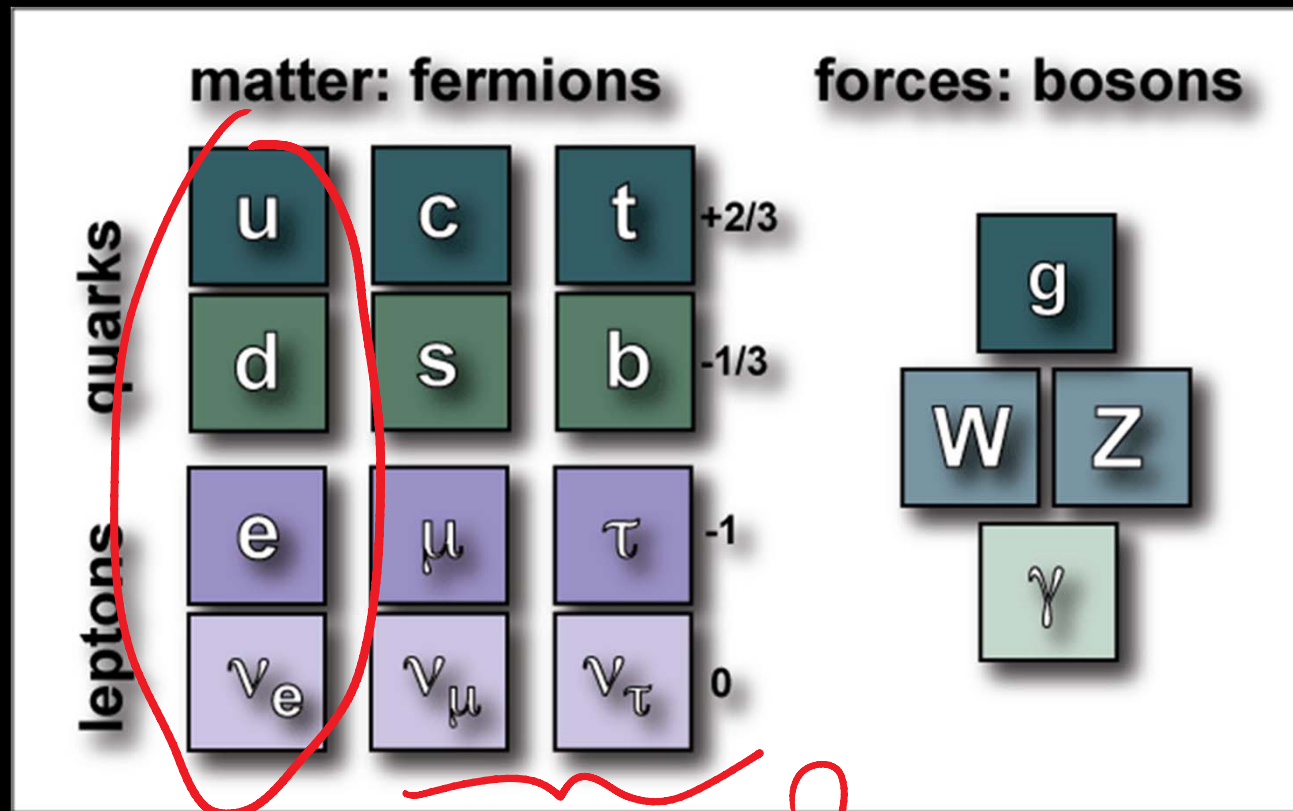 matter: fermions
forces: bosons
quarks
u c t +2/3
d s b -1/3
g
W Z
leptons
e μ τ -1
νe νμ ντ 0
γ